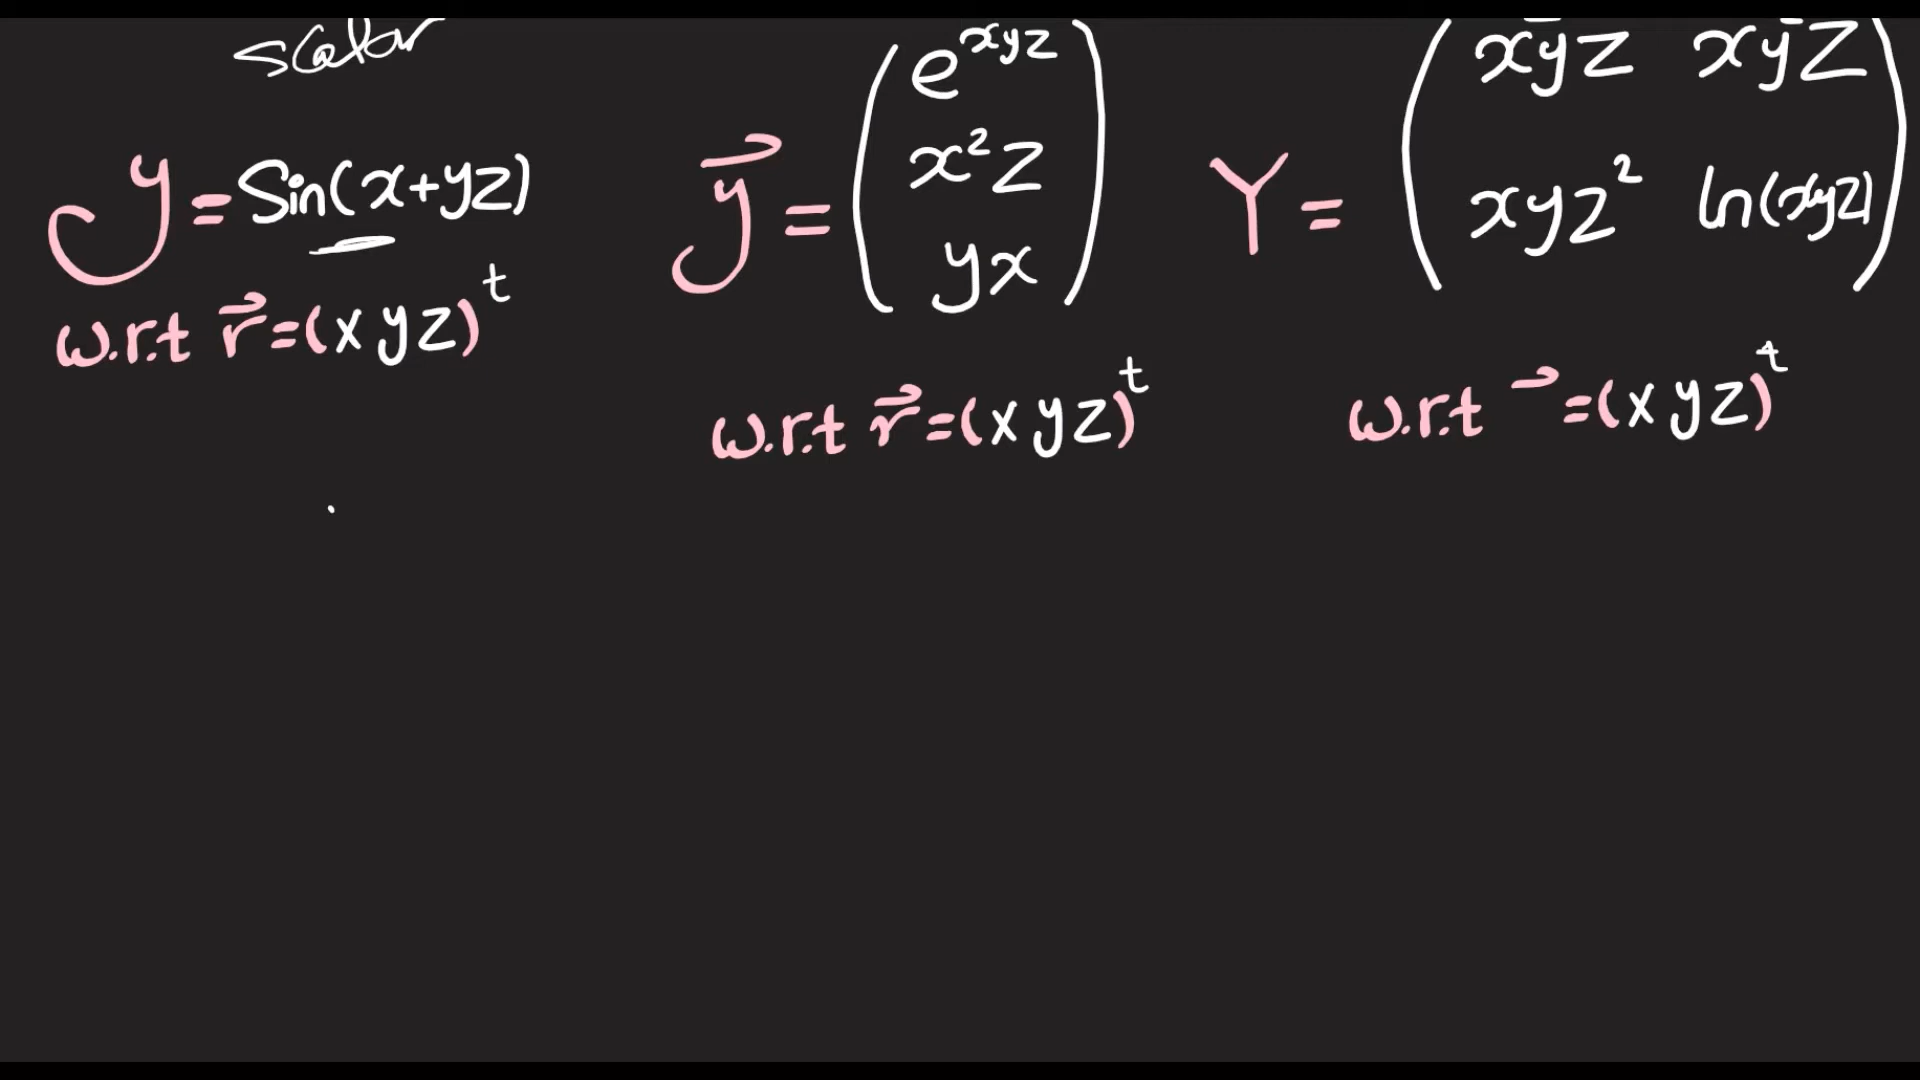 scalar
y = Sin(x+yz)
w.r.t r⃗ = (x y z)ᵗ
y⃗ = ( e^xyz
x²z
yx )
w.r.t r⃗ = (x y z)ᵗ
Y = ( xyz xyz
xyz² ln(xyz) )
w.r.t ⃗ = (x y z)ᵗ